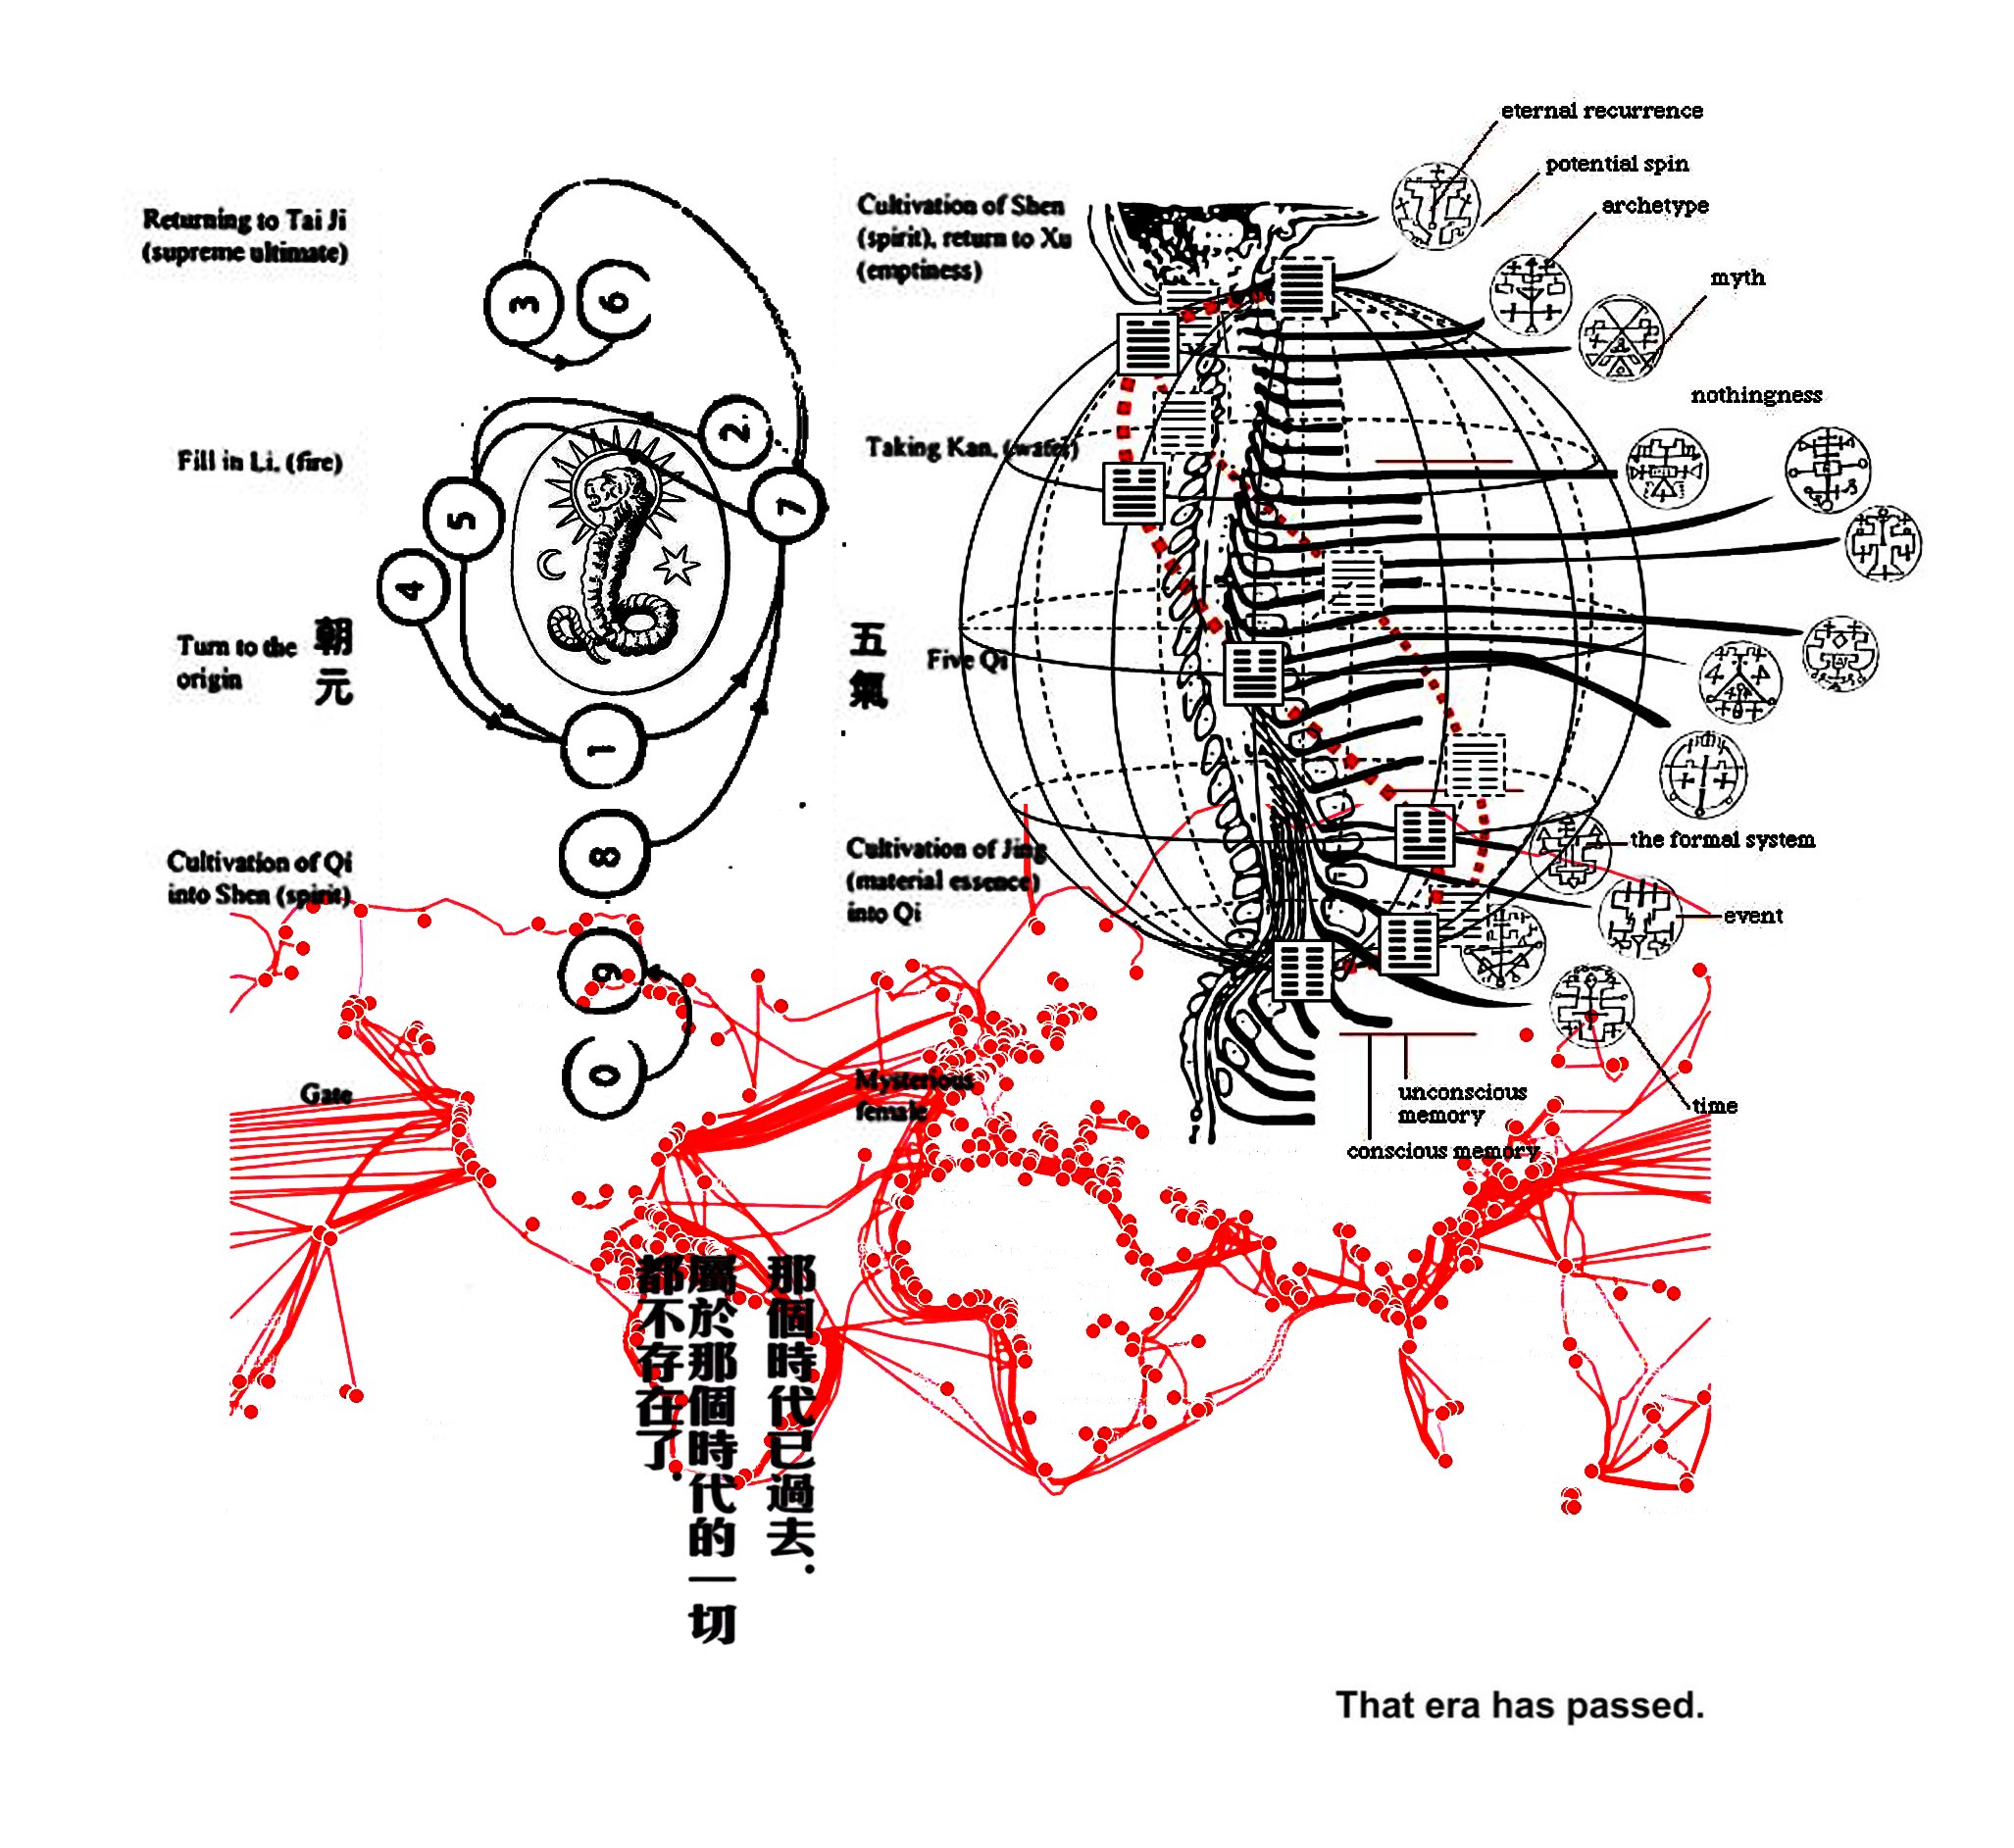 eternal recurrence
potential spin
archetype
myth
nothingness
Returning to Tai Ji
(supreme ultimate)
Cultivation of Shen
(spirit), return to Xu
(emptiness)
3
6
2
Fill in Li. (fire)
Taking Kan. (water)
5
7
4
Turn to the
origin
朝元
五氣
Five Qi
1
8
Cultivation of Qi
into Shen (spirit)
Cultivation of Jing
(material essence)
into Qi
the formal system
event
9
0
Gate
Mysterious
female
unconscious
memory
conscious memory
time
那個時代已過去.
屬於那個時代的一切
都不存在了.
That era has passed.